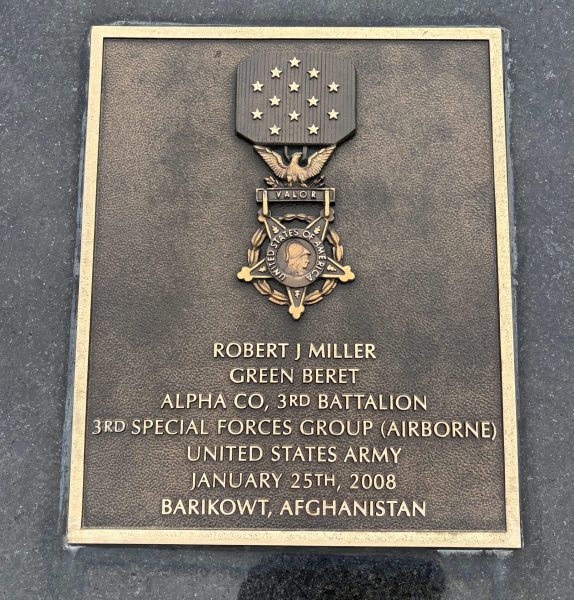 VALOR
UNITED STATES OF AMERICA
ROBERT J MILLER
GREEN BERET
ALPHA CO, 3RD BATTALION
3RD SPECIAL FORCES GROUP (AIRBORNE)
UNITED STATES ARMY
JANUARY 25TH, 2008
BARIKOWT, AFGHANISTAN